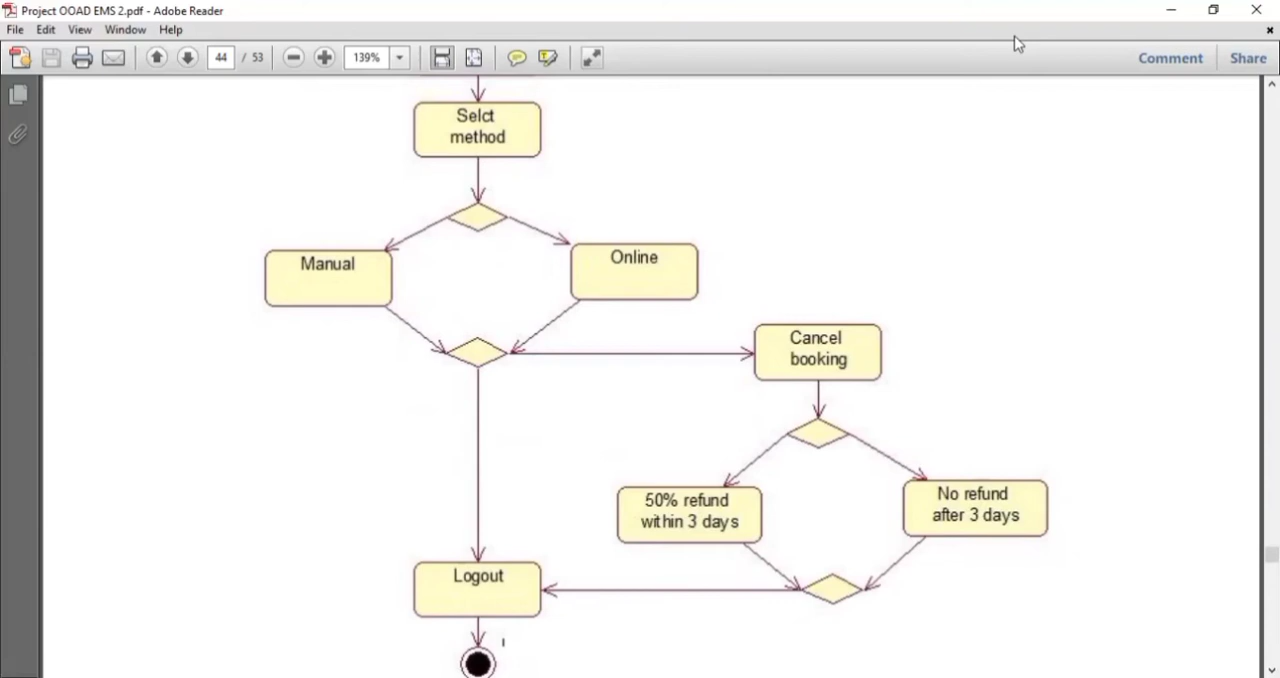 Project OOAD EMS 2.pdf - Adobe Reader
File Edit View Window Help
44 / 53 139% Comment Share
Selct
method
Manual
Online
Cancel
booking
50% refund
within 3 days
No refund
after 3 days
Logout